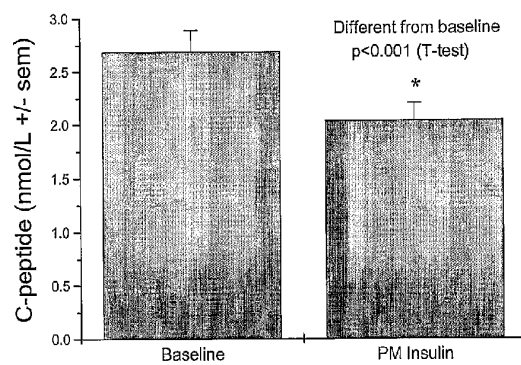 Different from baseline
p<0.001 (T-test)
*
C-peptide (nmol/L +/- sem)
3.0
2.5
2.0
1.5
1.0
0.5
0.0
Baseline
PM Insulin